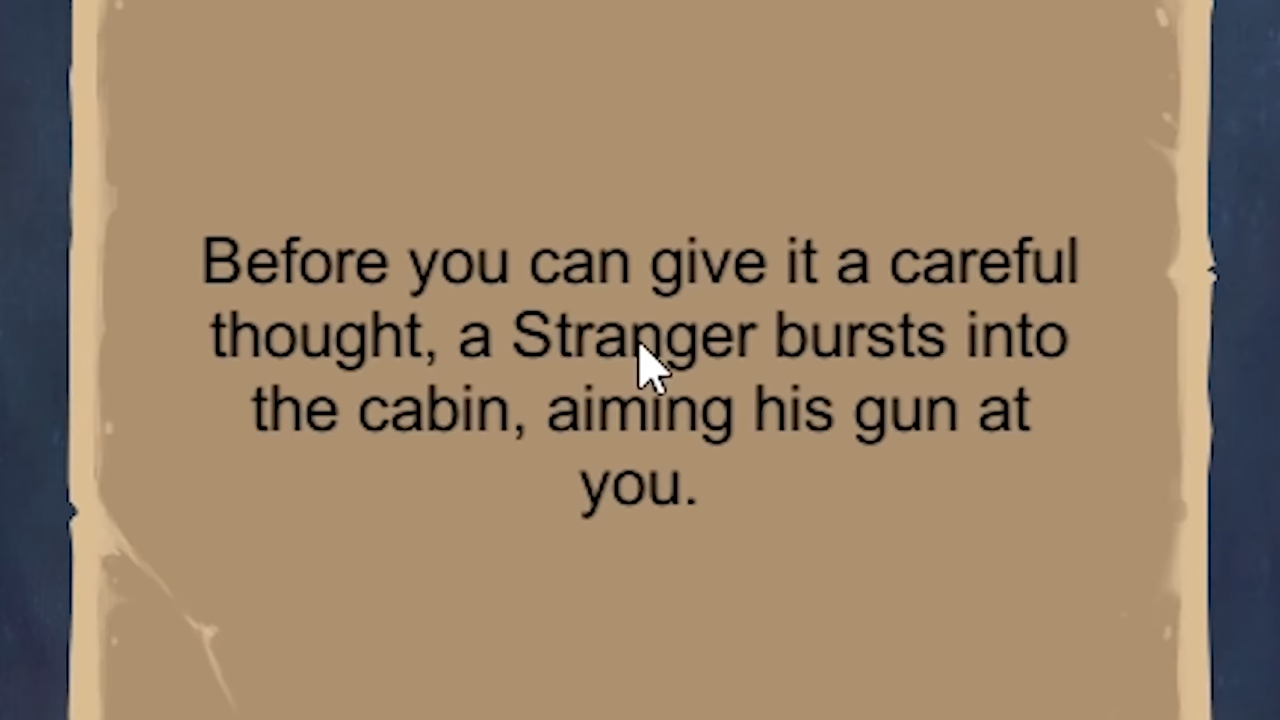 Before you can give it a careful
thought, a Stranger bursts into
the cabin, aiming his gun at
you.